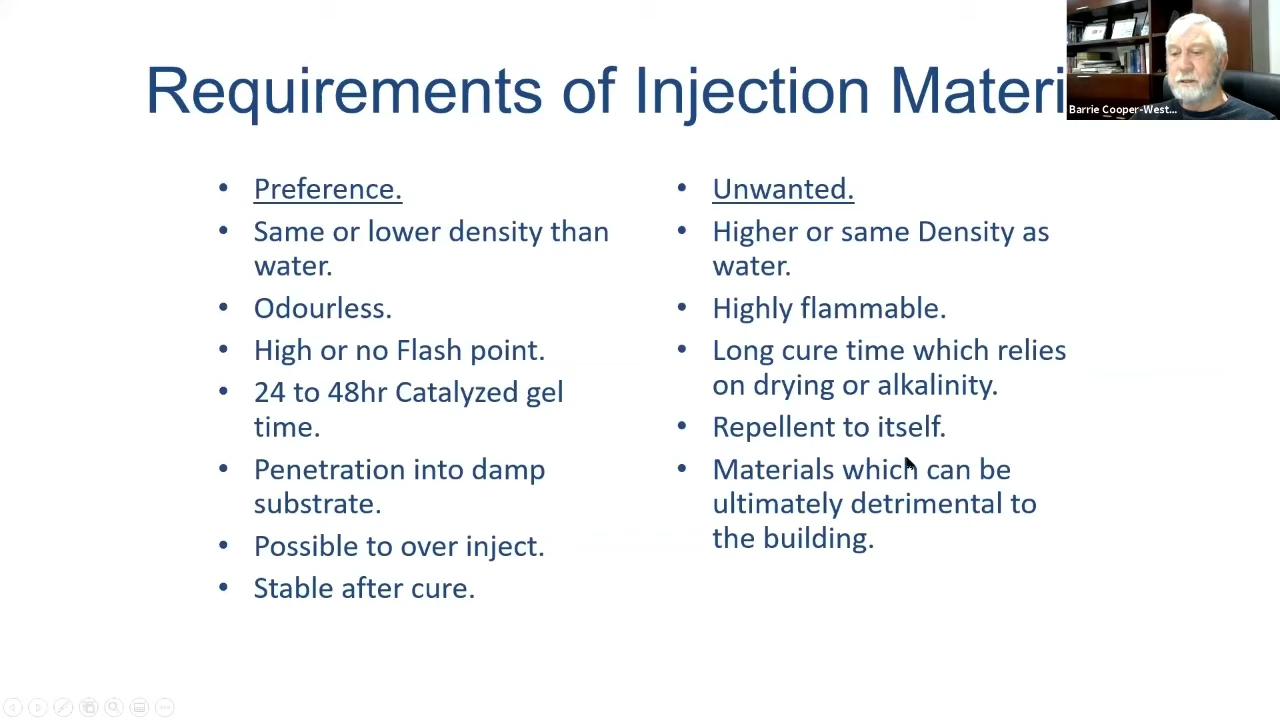 Requirements of Injection Materi
Barrie Cooper-West...
• Preference.
• Same or lower density than
water.
• Odourless.
• High or no Flash point.
• 24 to 48hr Catalyzed gel
time.
• Penetration into damp
substrate.
• Possible to over inject.
• Stable after cure.
• Unwanted.
• Higher or same Density as
water.
• Highly flammable.
• Long cure time which relies
on drying or alkalinity.
• Repellent to itself.
• Materials which can be
ultimately detrimental to
the building.